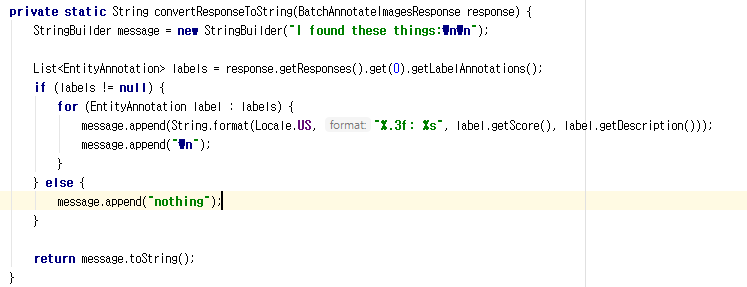 private static String convertResponseToString(BatchAnnotateImagesResponse response) {
StringBuilder message = new StringBuilder("I found these things:₩n₩n");
List<EntityAnnotation> labels = response.getResponses().get(0).getLabelAnnotations();
if (labels != null) {
for (EntityAnnotation label : labels) {
message.append(String.format(Locale.US, format: "%.3f: %s", label.getScore(), label.getDescription()));
message.append("₩n");
}
} else {
message.append("nothing");
}
return message.toString();
}